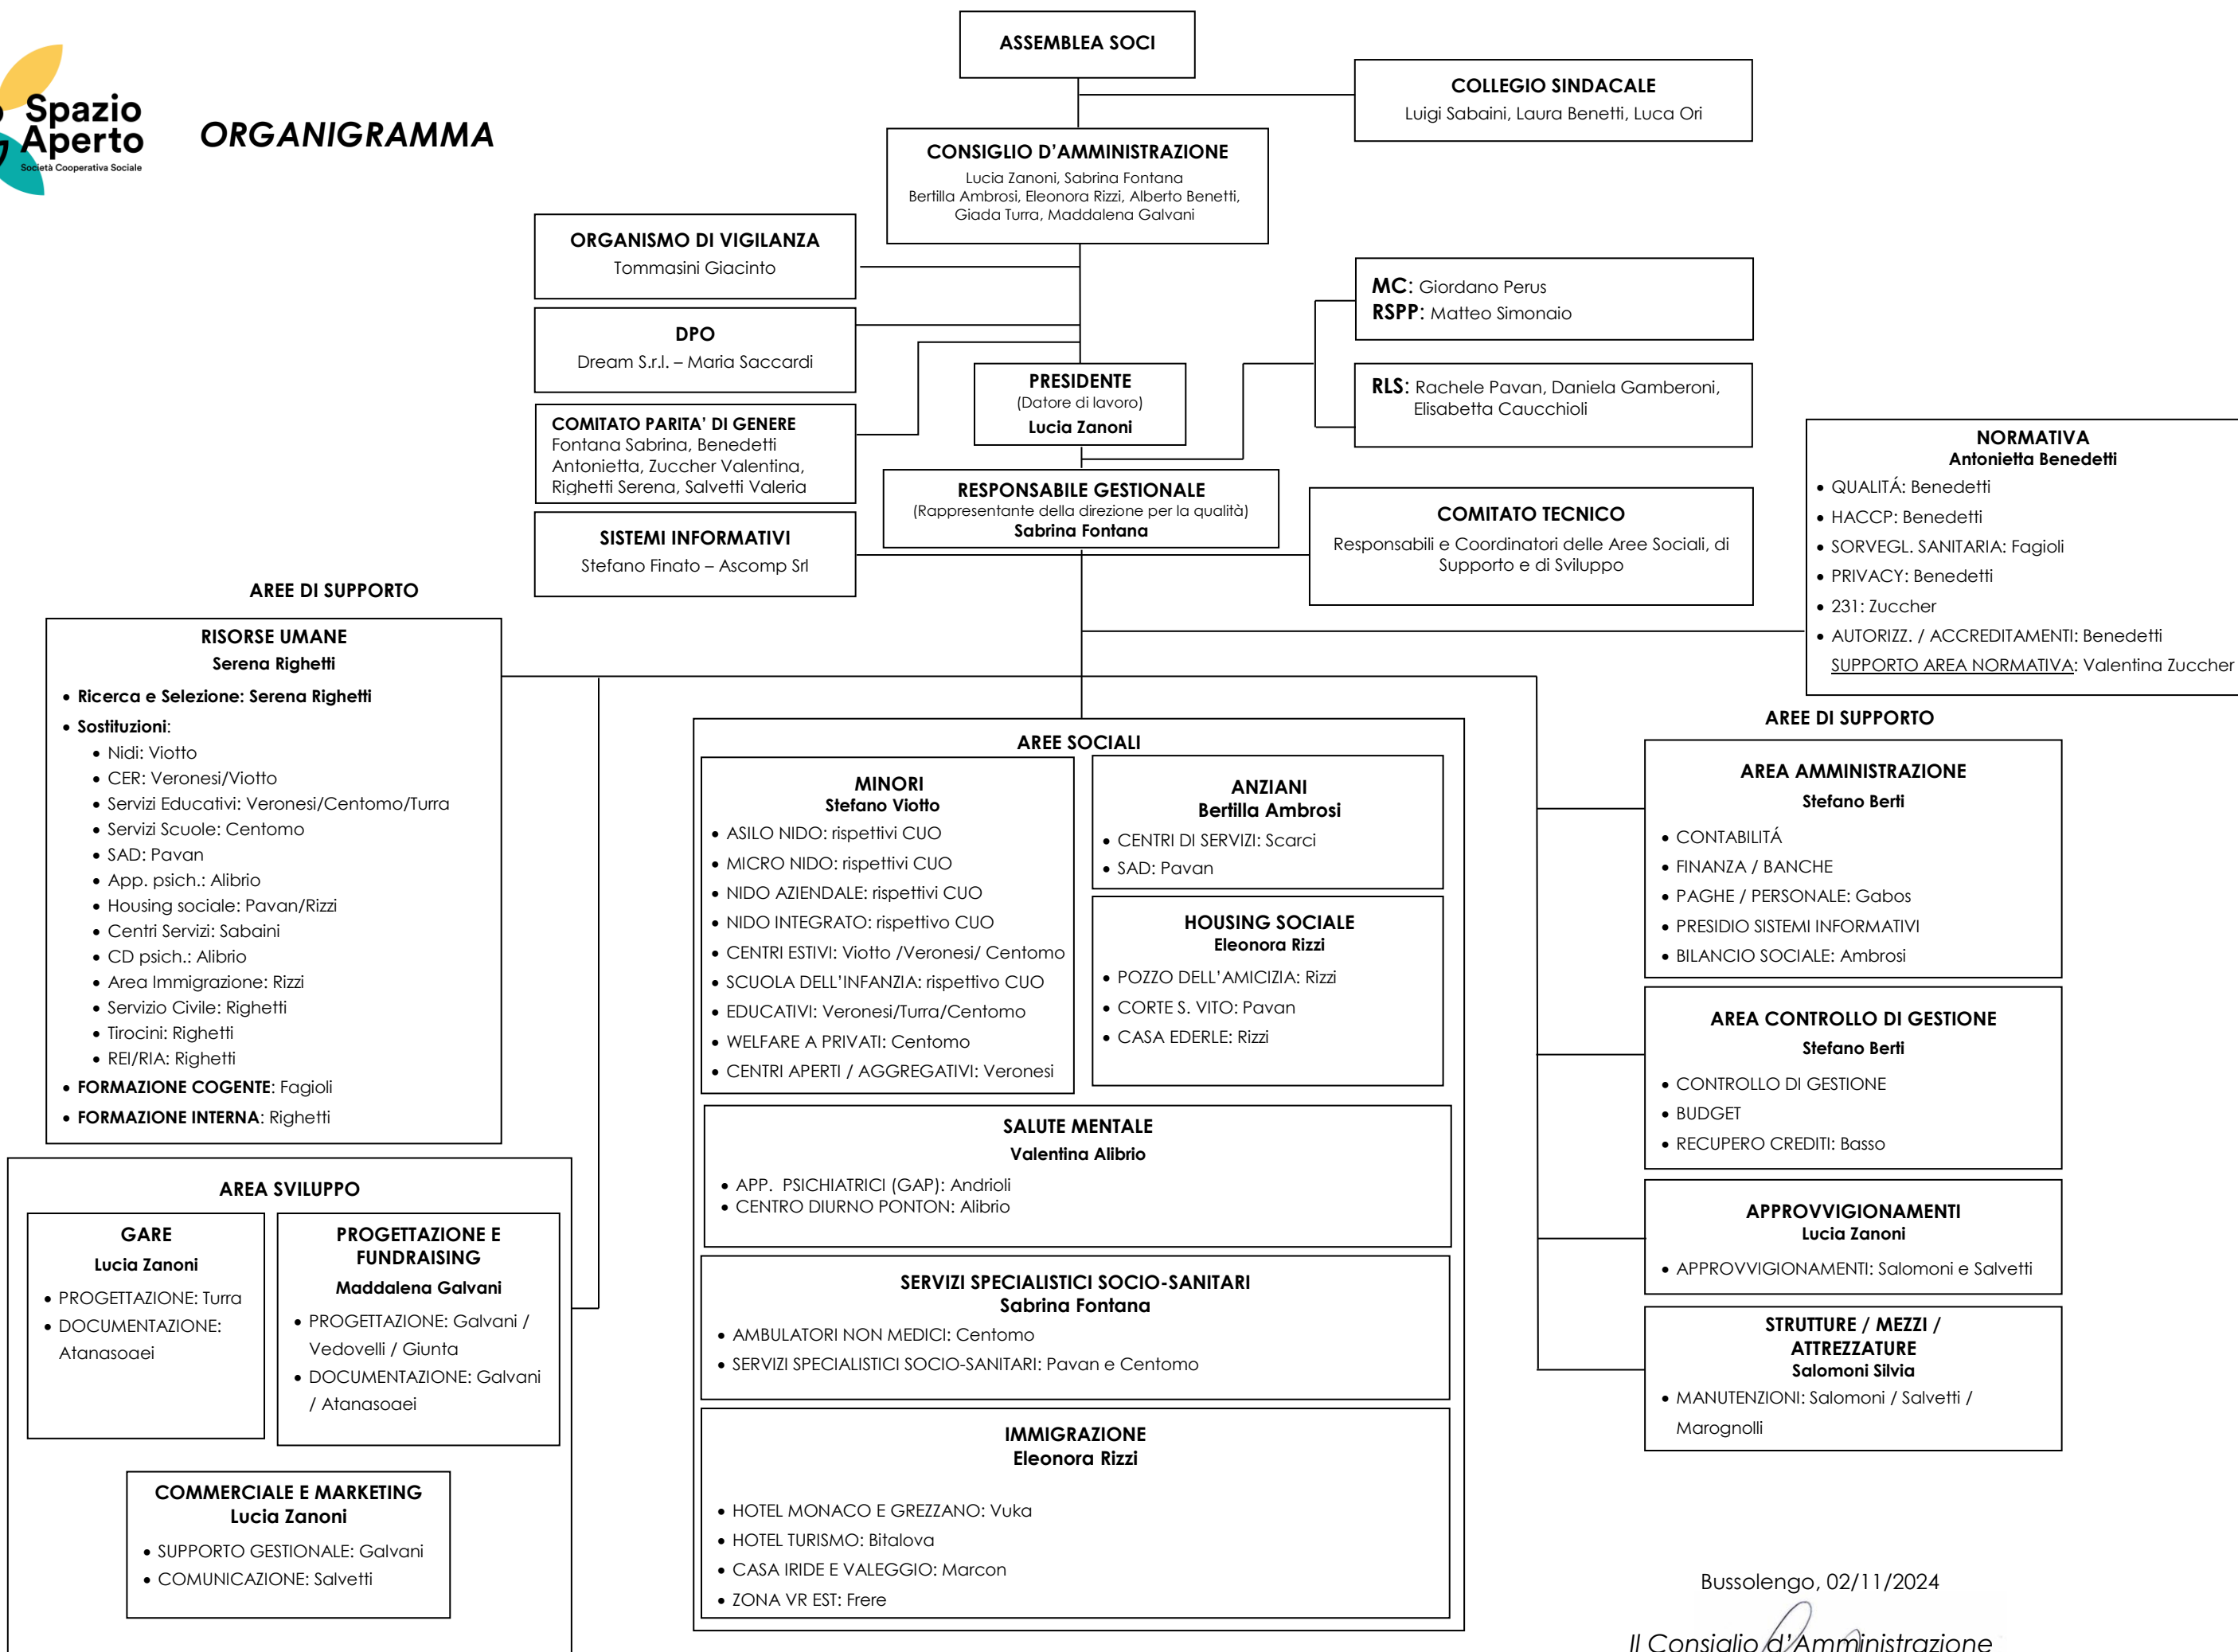 ASSEMBLEA SOCI
COLLEGIO SINDACALE
Luigi Sabaini, Laura Benetti, Luca Ori
Spazio
Aperto
Società Cooperativa Sociale
ORGANIGRAMMA
CONSIGLIO D’AMMINISTRAZIONE
Lucia Zanoni, Sabrina Fontana
Bertilla Ambrosi, Eleonora Rizzi, Alberto Benetti,
Giada Turra, Maddalena Galvani
ORGANISMO DI VIGILANZA
Tommasini Giacinto
DPO
Dream S.r.l. – Maria Saccardi
COMITATO PARITA’ DI GENERE
Fontana Sabrina, Benedetti
Antonietta, Zuccher Valentina,
Righetti Serena, Salvetti Valeria
SISTEMI INFORMATIVI
Stefano Finato – Ascomp Srl
PRESIDENTE
(Datore di lavoro)
Lucia Zanoni
MC: Giordano Perus
RSPP: Matteo Simonaio
RLS: Rachele Pavan, Daniela Gamberoni,
Elisabetta Caucchioli
RESPONSABILE GESTIONALE
(Rappresentante della direzione per la qualità)
Sabrina Fontana
COMITATO TECNICO
Responsabili e Coordinatori delle Aree Sociali, di
Supporto e di Sviluppo
NORMATIVA
Antonietta Benedetti
• QUALITÁ: Benedetti
• HACCP: Benedetti
• SORVEGL. SANITARIA: Fagioli
• PRIVACY: Benedetti
• 231: Zuccher
• AUTORIZZ. / ACCREDITAMENTI: Benedetti
SUPPORTO AREA NORMATIVA: Valentina Zuccher
AREE DI SUPPORTO
RISORSE UMANE
Serena Righetti
• Ricerca e Selezione: Serena Righetti
• Sostituzioni:
• Nidi: Viotto
• CER: Veronesi/Viotto
• Servizi Educativi: Veronesi/Centomo/Turra
• Servizi Scuole: Centomo
• SAD: Pavan
• App. psich.: Alibrio
• Housing sociale: Pavan/Rizzi
• Centri Servizi: Sabaini
• CD psich.: Alibrio
• Area Immigrazione: Rizzi
• Servizio Civile: Righetti
• Tirocini: Righetti
• REI/RIA: Righetti
• FORMAZIONE COGENTE: Fagioli
• FORMAZIONE INTERNA: Righetti
AREA SVILUPPO
GARE
Lucia Zanoni
• PROGETTAZIONE: Turra
• DOCUMENTAZIONE:
Atanasoaei
PROGETTAZIONE E
FUNDRAISING
Maddalena Galvani
• PROGETTAZIONE: Galvani /
Vedovelli / Giunta
• DOCUMENTAZIONE: Galvani
/ Atanasoaei
COMMERCIALE E MARKETING
Lucia Zanoni
• SUPPORTO GESTIONALE: Galvani
• COMUNICAZIONE: Salvetti
AREE SOCIALI
MINORI
Stefano Viotto
• ASILO NIDO: rispettivi CUO
• MICRO NIDO: rispettivi CUO
• NIDO AZIENDALE: rispettivi CUO
• NIDO INTEGRATO: rispettivo CUO
• CENTRI ESTIVI: Viotto /Veronesi/ Centomo
• SCUOLA DELL’INFANZIA: rispettivo CUO
• EDUCATIVI: Veronesi/Turra/Centomo
• WELFARE A PRIVATI: Centomo
• CENTRI APERTI / AGGREGATIVI: Veronesi
ANZIANI
Bertilla Ambrosi
• CENTRI DI SERVIZI: Scarci
• SAD: Pavan
HOUSING SOCIALE
Eleonora Rizzi
• POZZO DELL’AMICIZIA: Rizzi
• CORTE S. VITO: Pavan
• CASA EDERLE: Rizzi
SALUTE MENTALE
Valentina Alibrio
• APP. PSICHIATRICI (GAP): Andrioli
• CENTRO DIURNO PONTON: Alibrio
SERVIZI SPECIALISTICI SOCIO-SANITARI
Sabrina Fontana
• AMBULATORI NON MEDICI: Centomo
• SERVIZI SPECIALISTICI SOCIO-SANITARI: Pavan e Centomo
IMMIGRAZIONE
Eleonora Rizzi
• HOTEL MONACO E GREZZANO: Vuka
• HOTEL TURISMO: Bitalova
• CASA IRIDE E VALEGGIO: Marcon
• ZONA VR EST: Frere
AREE DI SUPPORTO
AREA AMMINISTRAZIONE
Stefano Berti
• CONTABILITÁ
• FINANZA / BANCHE
• PAGHE / PERSONALE: Gabos
• PRESIDIO SISTEMI INFORMATIVI
• BILANCIO SOCIALE: Ambrosi
AREA CONTROLLO DI GESTIONE
Stefano Berti
• CONTROLLO DI GESTIONE
• BUDGET
• RECUPERO CREDITI: Basso
APPROVVIGIONAMENTI
Lucia Zanoni
• APPROVVIGIONAMENTI: Salomoni e Salvetti
STRUTTURE / MEZZI /
ATTREZZATURE
Salomoni Silvia
• MANUTENZIONI: Salomoni / Salvetti /
Marognolli
Bussolengo, 02/11/2024
Il Consiglio d’Amministrazione